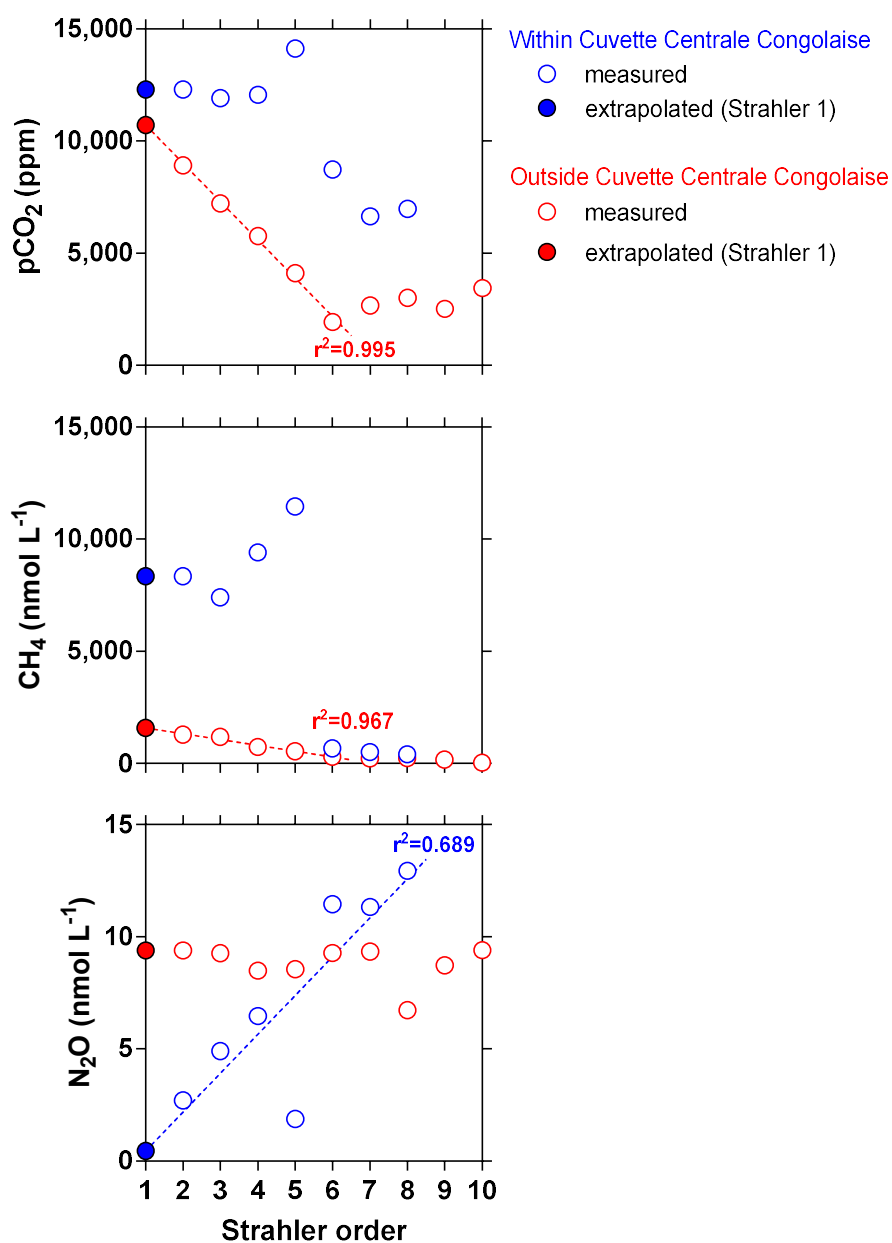 15,000
10,000
5,000
0
pCO₂ (ppm)
r²=0.995
Within Cuvette Centrale Congolaise
measured
extrapolated (Strahler 1)
Outside Cuvette Centrale Congolaise
measured
extrapolated (Strahler 1)
15,000
10,000
5,000
0
CH₄ (nmol L⁻¹)
r²=0.967
15
10
5
0
N₂O (nmol L⁻¹)
r²=0.689
1 2 3 4 5 6 7 8 9 10
Strahler order